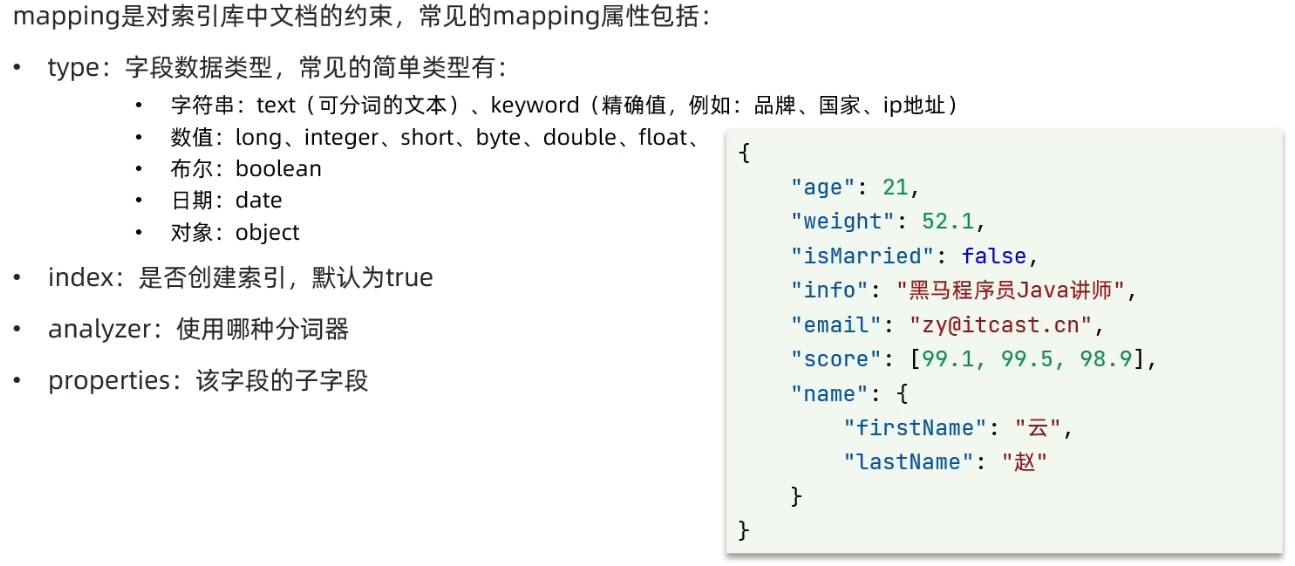 mapping是对索引库中文档的约束，常见的mapping属性包括：
• type：字段数据类型，常见的简单类型有：
• 字符串：text（可分词的文本）、keyword（精确值，例如：品牌、国家、ip地址）
• 数值：long、integer、short、byte、double、float、
• 布尔：boolean
• 日期：date
• 对象：object
• index：是否创建索引，默认为true
• analyzer：使用哪种分词器
• properties：该字段的子字段
{
    "age": 21,
    "weight": 52.1,
    "isMarried": false,
    "info": "黑马程序员Java讲师",
    "email": "zy@itcast.cn",
    "score": [99.1, 99.5, 98.9],
    "name": {
        "firstName": "云",
        "lastName": "赵"
    }
}